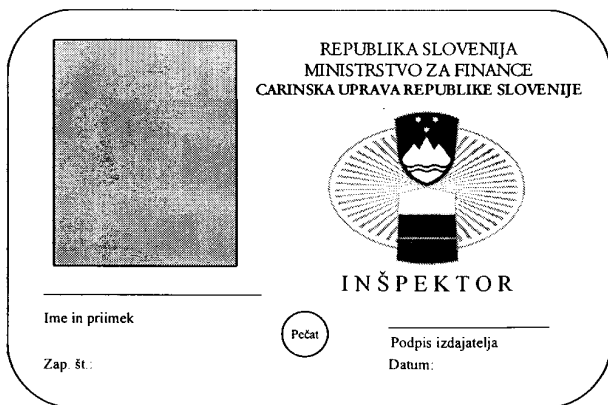 REPUBLIKA SLOVENIJA
MINISTRSTVO ZA FINANCE
CARINSKA UPRAVA REPUBLIKE SLOVENIJE
INŠPEKTOR
Ime in priimek
Pečat
Podpis izdajatelja
Zap. št.:
Datum: